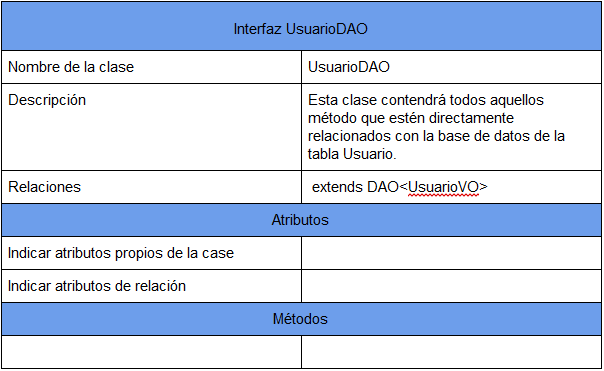 Interfaz UsuarioDAO
Nombre de la clase
UsuarioDAO
Descripción
Esta clase contendrá todos aquellos
método que estén directamente
relacionados con la base de datos de la
tabla Usuario.
Relaciones
extends DAO<UsuarioVO>
Atributos
Indicar atributos propios de la case
Indicar atributos de relación
Métodos